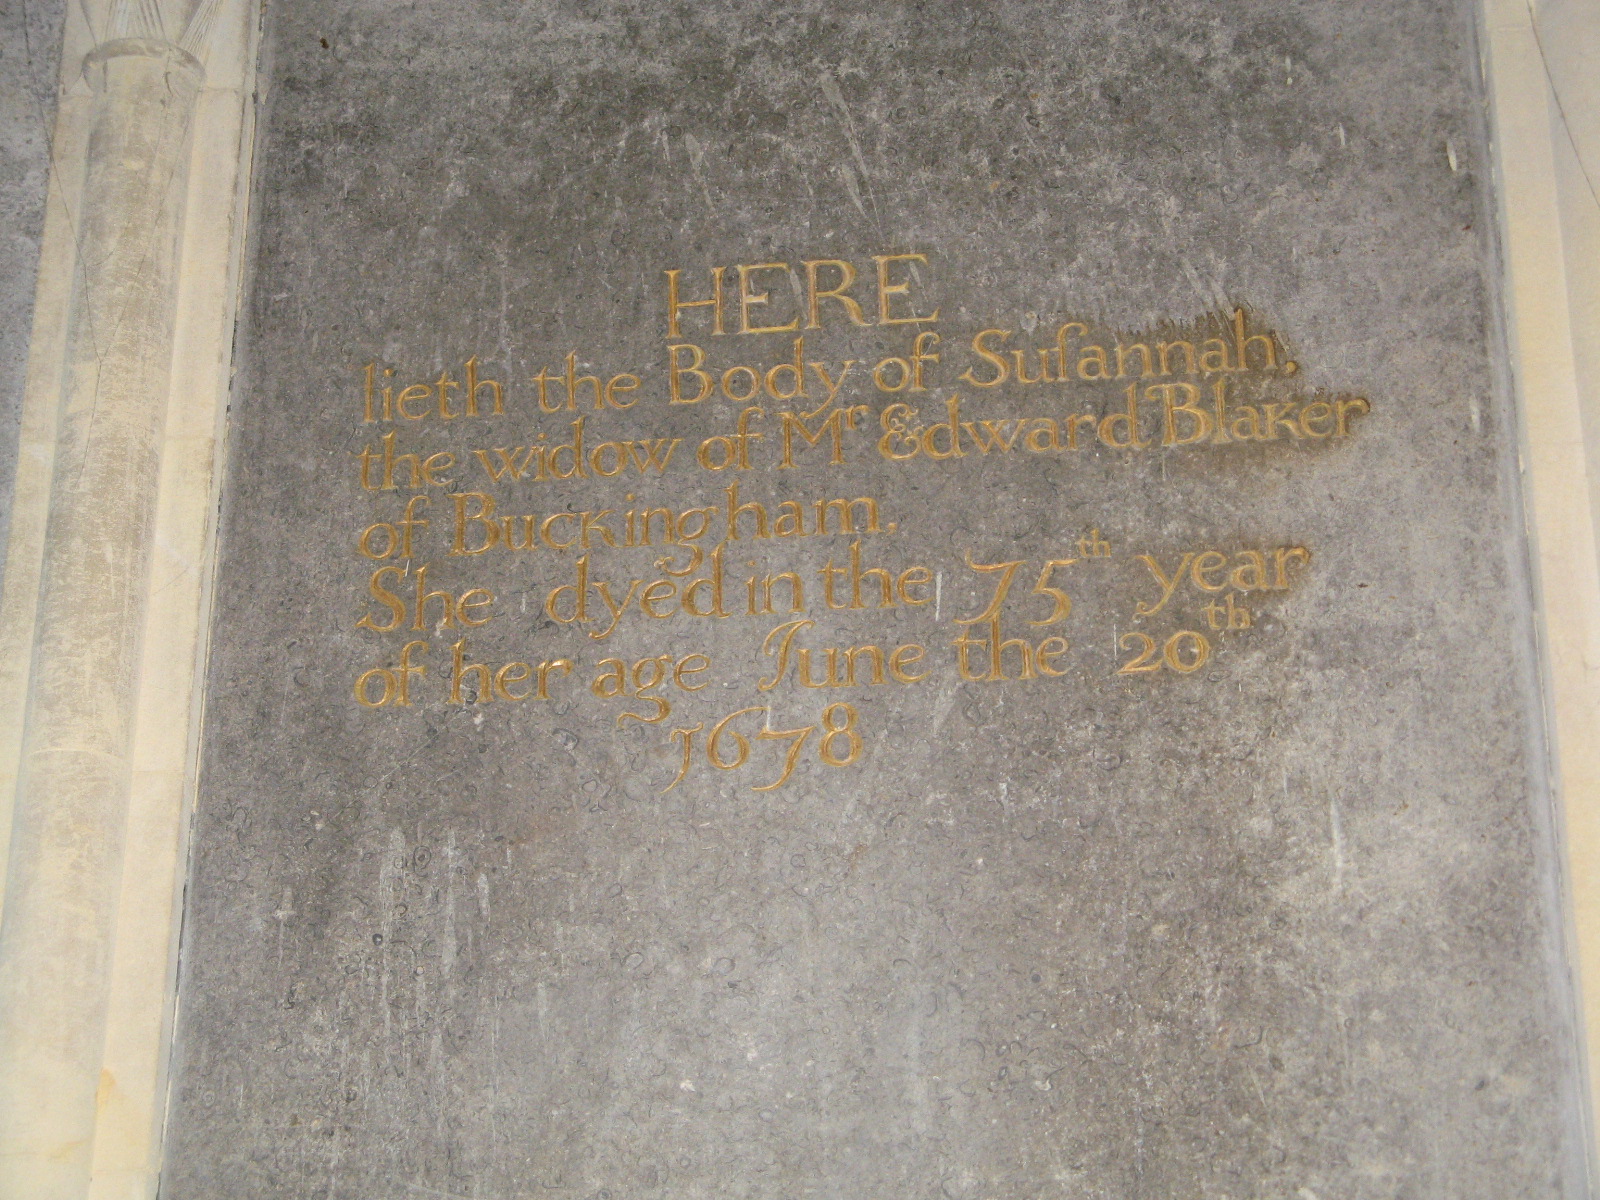 HERE
lieth the Body of Suſannah,
the widow of Mr Edward Blaker
of Buckingham,
She dyed in the 75th year
of her age June the 20th
1678